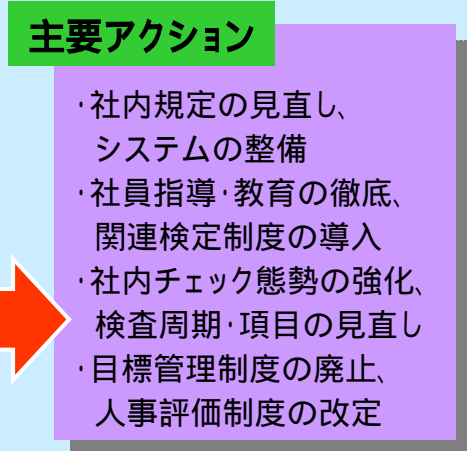 主要アクション
･社内規定の見直し、
システムの整備
･社員指導･教育の徹底、
関連検定制度の導入
･社内チェック態勢の強化、
検査周期･項目の見直し
･目標管理制度の廃止、
人事評価制度の改定